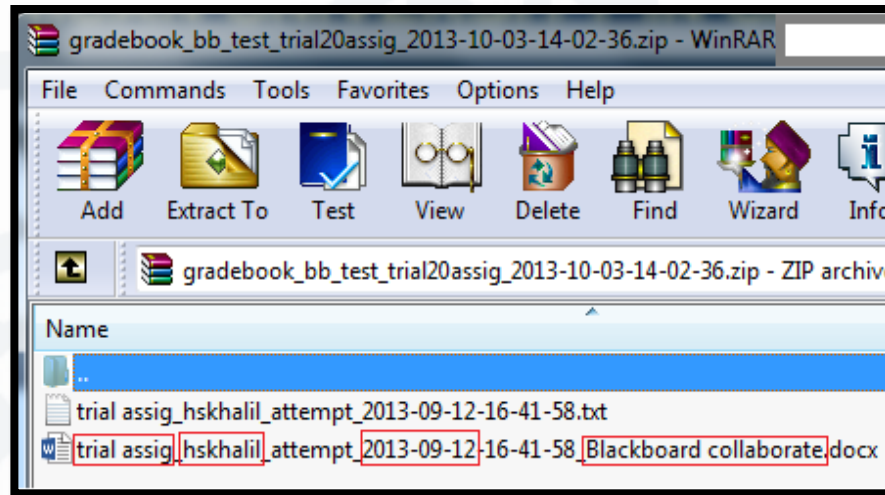 gradebook_bb_test_trial20assig_2013-10-03-14-02-36.zip - WinRAR
File Commands Tools Favorites Options Help
Add Extract To Test View Delete Find Wizard Info
gradebook_bb_test_trial20assig_2013-10-03-14-02-36.zip - ZIP archiv
Name
..
trial assig_hskhalil_attempt_2013-09-12-16-41-58.txt
trial assig_hskhalil_attempt_2013-09-12-16-41-58_Blackboard collaborate.docx